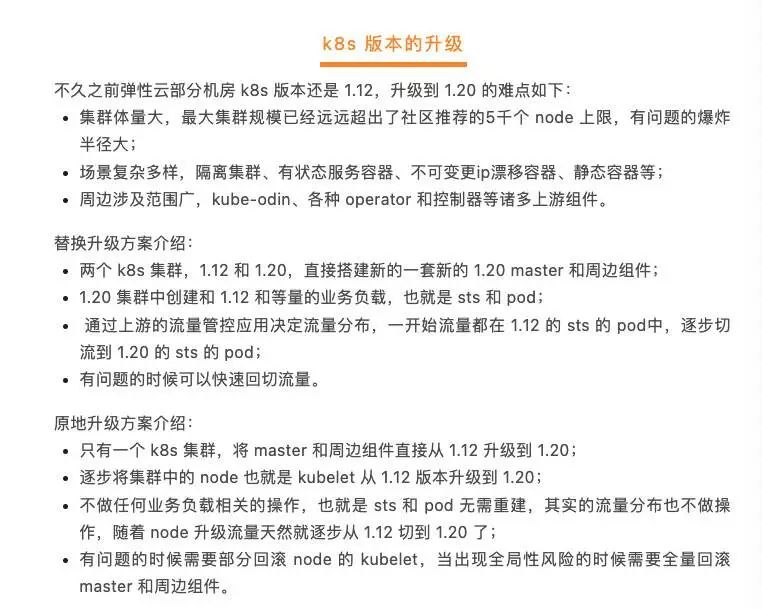 k8s 版本的升级
不久之前弹性云部分机房 k8s 版本还是 1.12，升级到 1.20 的难点如下：
• 集群体量大，最大集群规模已经远远超出了社区推荐的5千个 node 上限，有问题的爆炸
半径大；
• 场景复杂多样，隔离集群、有状态服务容器、不可变更ip漂移容器、静态容器等；
• 周边涉及范围广，kube-odin、各种 operator 和控制器等诸多上游组件。
替换升级方案介绍：
• 两个 k8s 集群，1.12 和 1.20，直接搭建新的一套新的 1.20 master 和周边组件；
• 1.20 集群中创建和 1.12 和等量的业务负载，也就是 sts 和 pod；
• 通过上游的流量管控应用决定流量分布，一开始流量都在 1.12 的 sts 的 pod中，逐步切
流到 1.20 的 sts 的 pod；
• 有问题的时候可以快速回切流量。
原地升级方案介绍：
• 只有一个 k8s 集群，将 master 和周边组件直接从 1.12 升级到 1.20；
• 逐步将集群中的 node 也就是 kubelet 从 1.12 版本升级到 1.20；
• 不做任何业务负载相关的操作，也就是 sts 和 pod 无需重建，其实的流量分布也不做操
作，随着 node 升级流量天然就逐步从 1.12 切到 1.20 了；
• 有问题的时候需要部分回滚 node 的 kubelet，当出现全局性风险的时候需要全量回滚
master 和周边组件。